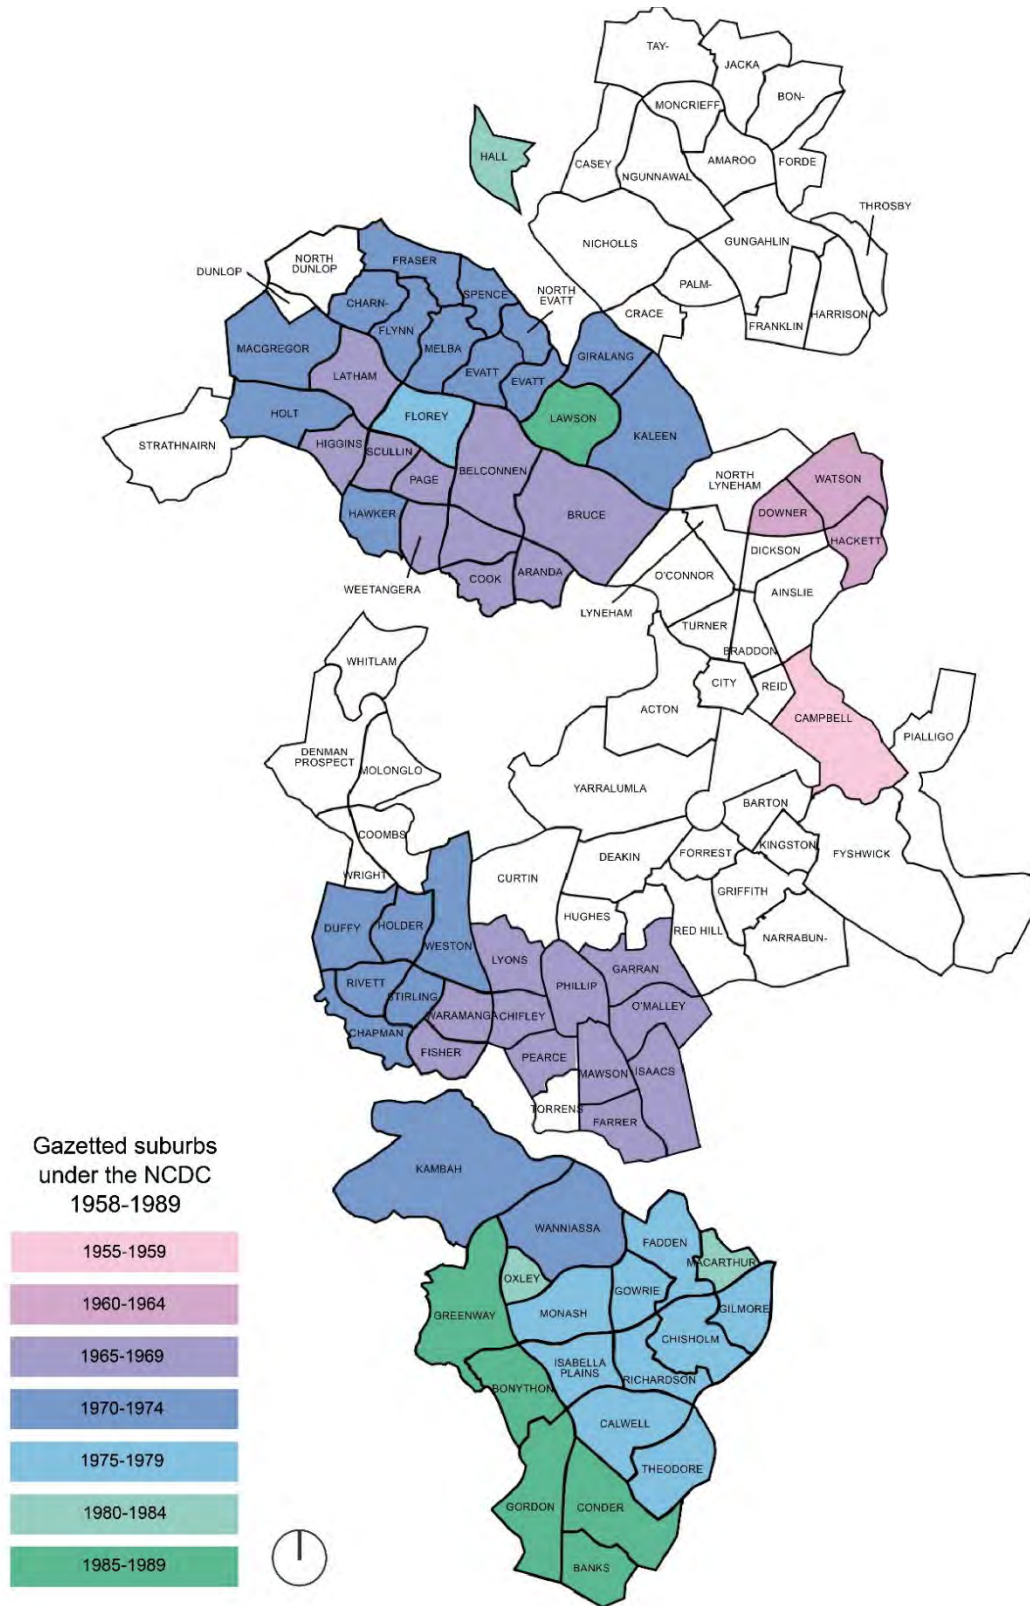 TAY-
JACKA
BON-
MONCRIEFF
HALL
CASEY
NGUNNAWAL
AMAROO
FORDE
THROSBY
NICHOLLS
GUNGAHLIN
PALM-
CRACE
FRANKLIN
HARRISON
NORTH
DUNLOP
DUNLOP
FRASER
SPENCE
NORTH
EVATT
CHARN-
FLYNN
MELBA
MACGREGOR
LATHAM
EVATT
EVATT
GIRALANG
HOLT
FLOREY
LAWSON
KALEEN
STRATHNAIRN
HIGGINS
SCULLIN
PAGE
BELCONNEN
NORTH
LYNEHAM
WATSON
HAWKER
BRUCE
DOWNER
HACKETT
DICKSON
WEETANGERA
COOK
ARANDA
O'CONNOR
AINSLIE
LYNEHAM
TURNER
BRADDON
WHITLAM
CITY
REID
ACTON
CAMPBELL
PIALLIGO
DENMAN
PROSPECT
MOLONGLO
YARRALUMLA
BARTON
COOMBS
DEAKIN
FORREST
KINGSTON
FYSHWICK
WRIGHT
CURTIN
GRIFFITH
HUGHES
RED HILL
NARRABUN-
DUFFY
HOLDER
WESTON
LYONS
GARRAN
PHILLIP
RIVETT
STIRLING
WARAMANGA
CHIFLEY
O'MALLEY
CHAPMAN
FISHER
PEARCE
MAWSON
ISAACS
TORRENS
FARRER
KAMBAH
WANNIASSA
FADDEN
MACARTHUR
OXLEY
GOWRIE
GREENWAY
MONASH
GILMORE
CHISHOLM
ISABELLA
PLAINS
RICHARDSON
BONYTHON
CALWELL
THEODORE
GORDON
CONDER
BANKS
Gazetted suburbs
under the NCDC
1958-1989
1955-1959
1960-1964
1965-1969
1970-1974
1975-1979
1980-1984
1985-1989